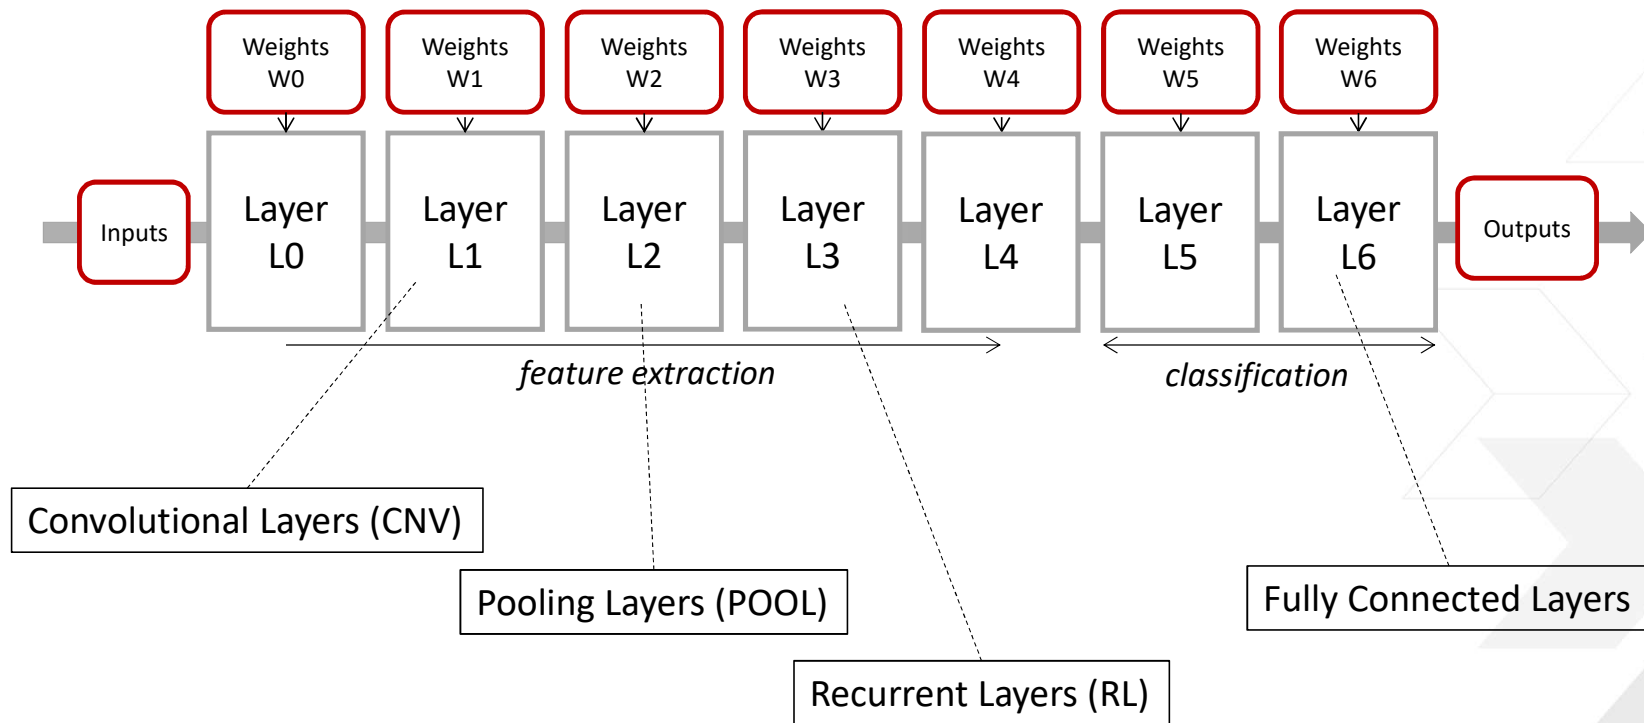 Weights
W0
Weights
W1
Weights
W2
Weights
W3
Weights
W4
Weights
W5
Weights
W6
Inputs
Layer
L0
Layer
L1
Layer
L2
Layer
L3
Layer
L4
Layer
L5
Layer
L6
Outputs
feature extraction
classification
Convolutional Layers (CNV)
Pooling Layers (POOL)
Fully Connected Layers
Recurrent Layers (RL)